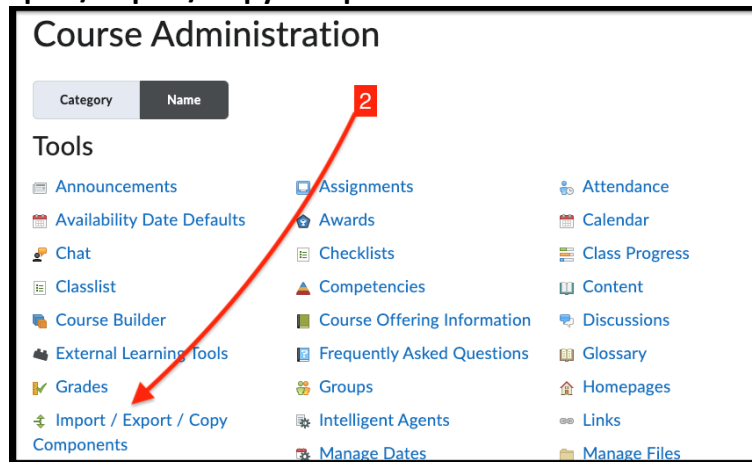 Course Administration
Category Name
2
Tools
Announcements Assignments Attendance
Availability Date Defaults Awards Calendar
Chat Checklists Class Progress
Classlist Competencies Content
Course Builder Course Offering Information Discussions
External Learning Tools Frequently Asked Questions Glossary
Grades Groups Homepages
Import / Export / Copy Intelligent Agents Links
Components Manage Dates Manage Files